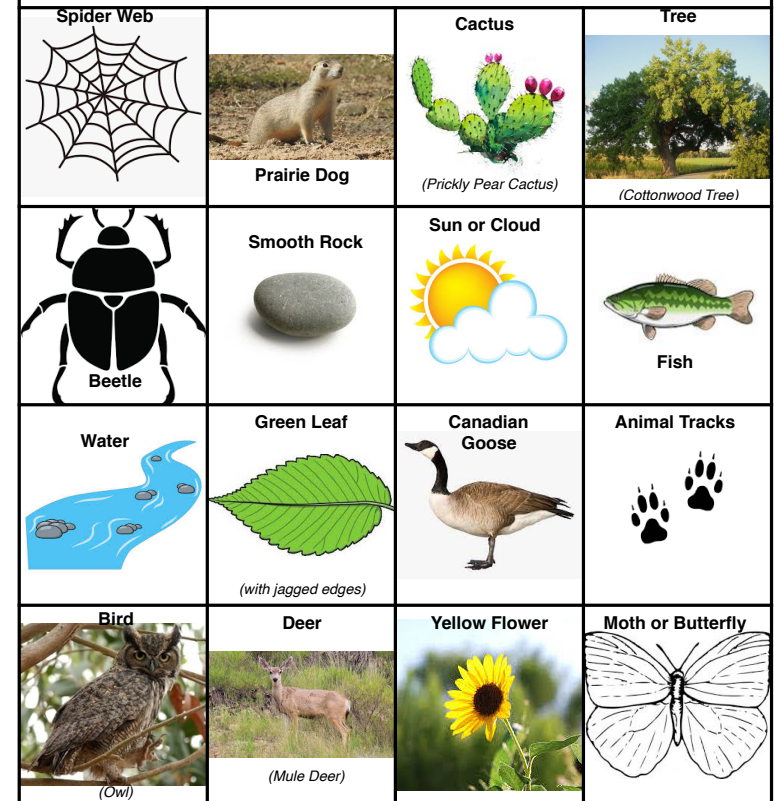 Spider Web
Prairie Dog
Cactus
(Prickly Pear Cactus)
Tree
(Cottonwood Tree)
Beetle
Smooth Rock
Sun or Cloud
Fish
Water
Green Leaf
(with jagged edges)
Canadian
Goose
Animal Tracks
Bird
(Owl)
Deer
(Mule Deer)
Yellow Flower
Moth or Butterfly